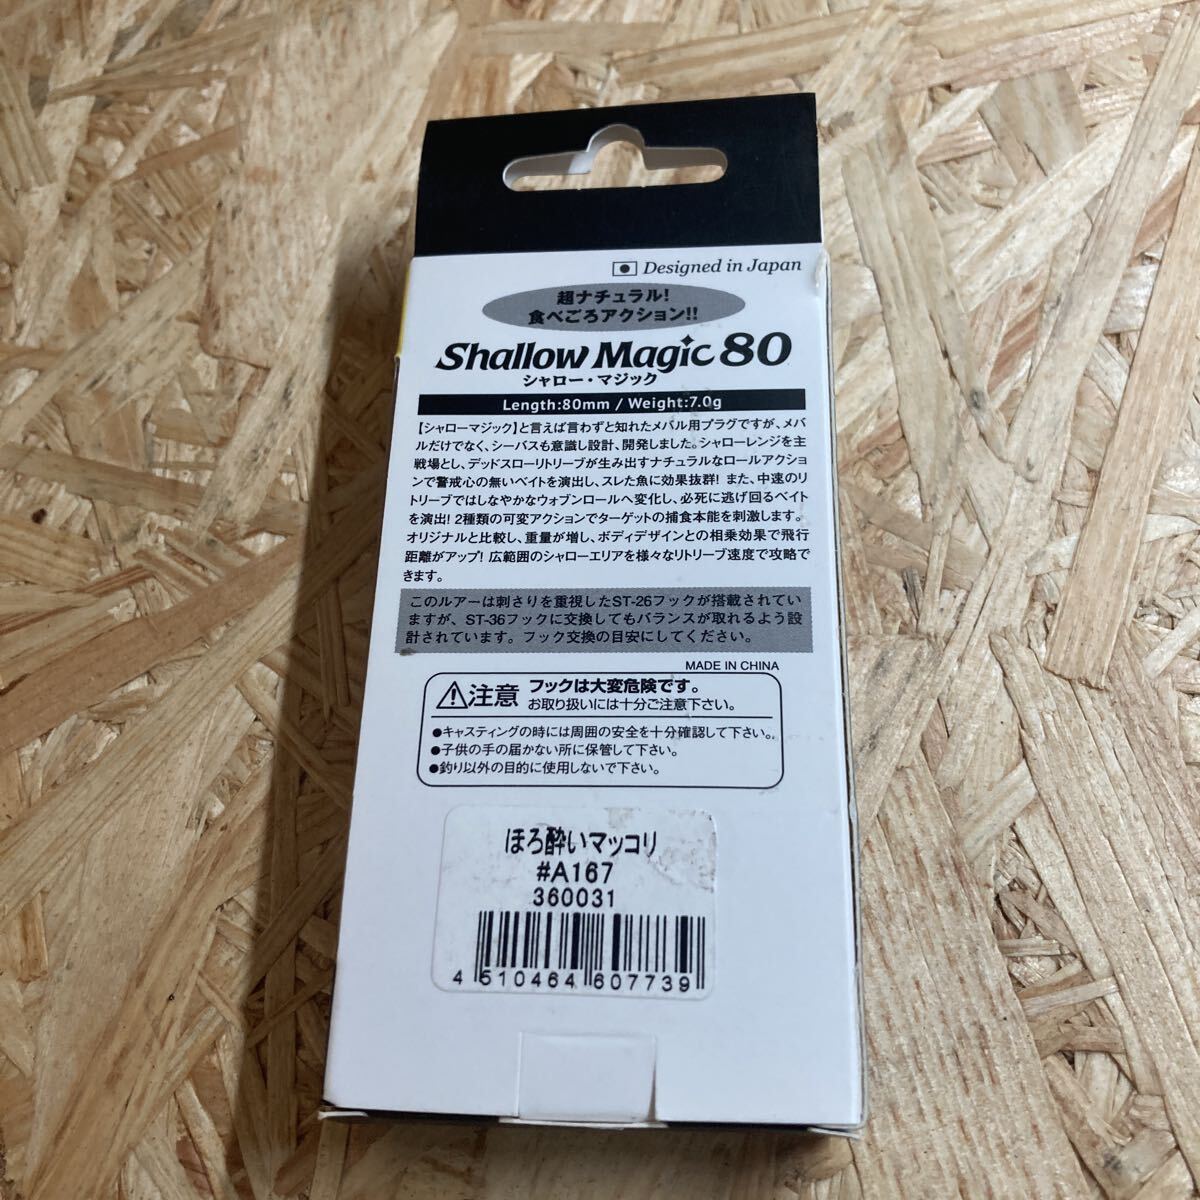 Designed in Japan
超ナチュラル!
食べごろアクション!!
Shallow Magic 80
シャロー・マジック
Length:80mm / Weight:7.0g
【シャローマジック】と言えば言わずと知れたメバル用プラグですが、メバ
ルだけでなく、シーバスも意識し設計、開発しました。シャローレンジを主
戦場とし、デッドスローリトリーブが生み出すナチュラルなロールアクショ
ンで警戒心の無いベイトを演出し、スレた魚に効果抜群! また、中速のリ
トリーブではしなやかなウォブンロールへ変化し、必死に逃げ回るベイト
を演出! 2種類の可変アクションでターゲットの捕食本能を刺激します。
オリジナルと比較し、重量が増し、ボディデザインとの相乗効果で飛行
距離がアップ! 広範囲のシャローエリアを様々なリトリーブ速度で攻略で
きます。
このルアーは刺さりを重視したST-26フックが搭載されてい
ますが、ST-36フックに交換してもバランスが取れるよう設
計されています。フック交換の目安にしてください。
MADE IN CHINA
注意 フックは大変危険です。
お取り扱いには十分ご注意下さい。
●キャスティングの時には周囲の安全を十分確認して下さい。
●子供の手の届かない所に保管して下さい。
●釣り以外の目的に使用しないで下さい。
ほろ酔いマッコリ
#A167
360031
4 510464 607739